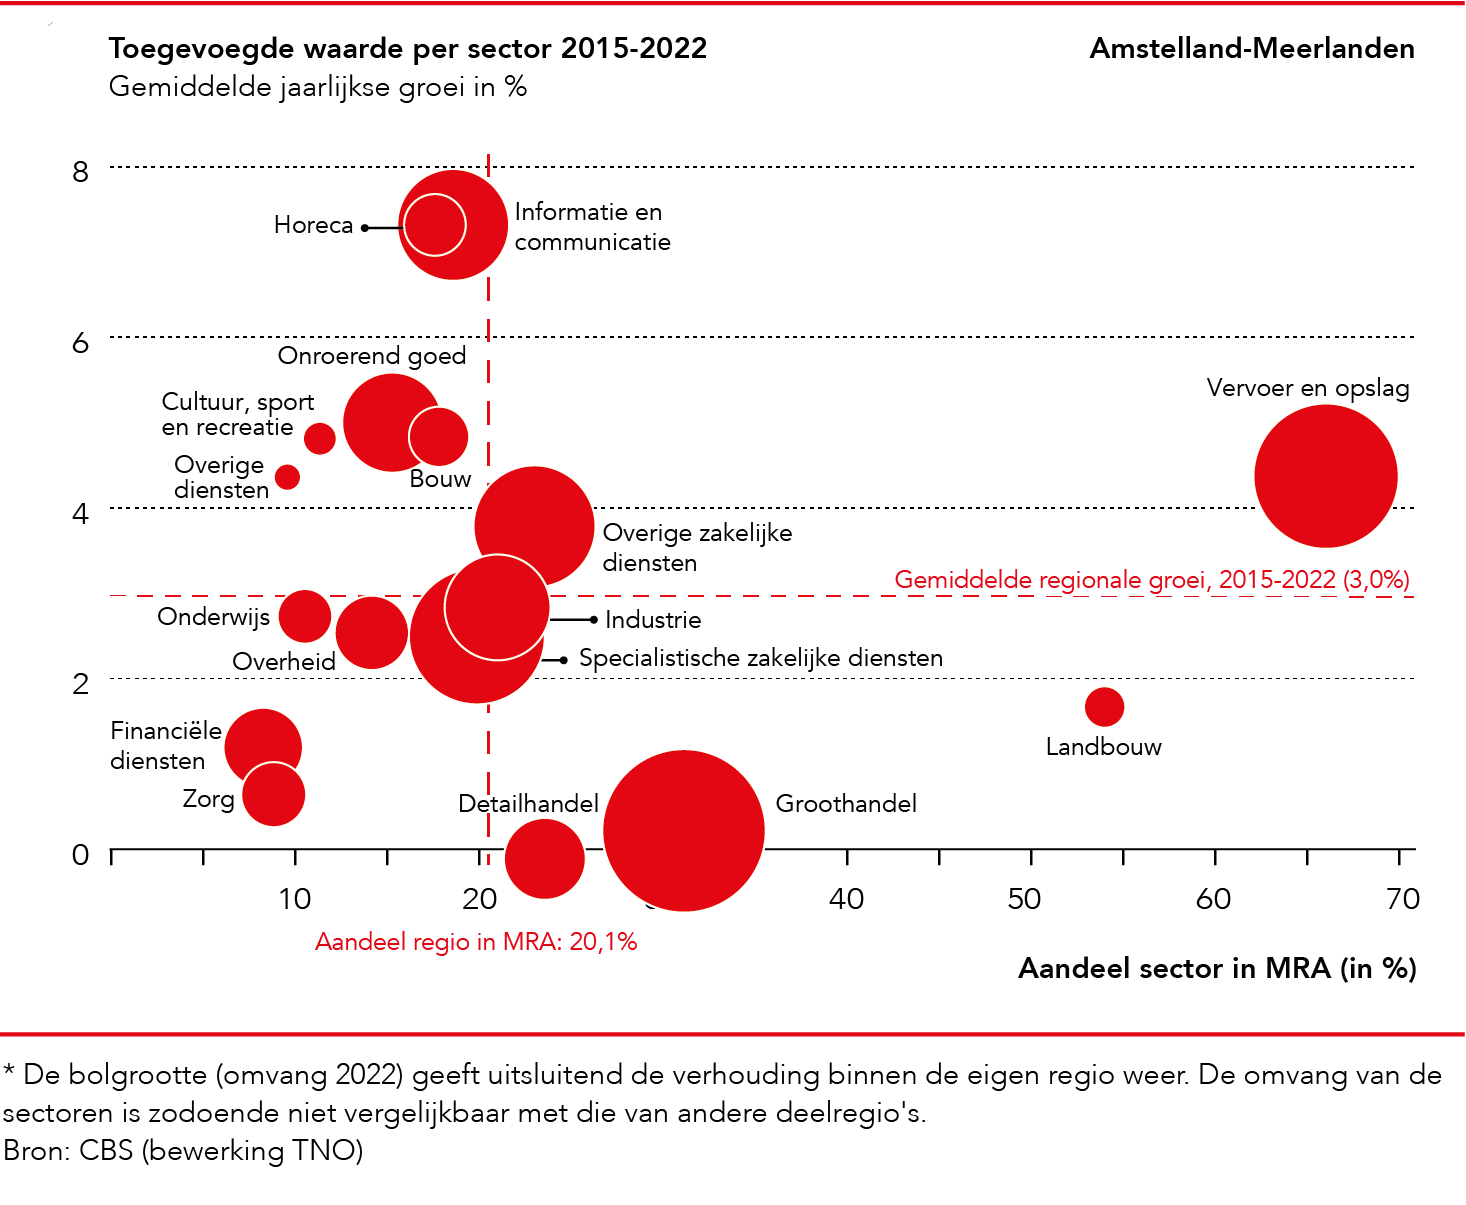 Toegevoegde waarde per sector 2015-2022
Amstelland-Meerlanden
Gemiddelde jaarlijkse groei in %
8
Horeca
Informatie en
communicatie
6
Onroerend goed
Vervoer en opslag
Cultuur, sport
en recreatie
Overige
diensten
Bouw
4
Overige zakelijke
diensten
Gemiddelde regionale groei, 2015-2022 (3,0%)
Onderwijs
Industrie
Overheid
Specialistische zakelijke diensten
2
Financiële
diensten
Landbouw
Zorg
Detailhandel
Groothandel
0
10 20 40 50 60 70
Aandeel regio in MRA: 20,1%
Aandeel sector in MRA (in %)
* De bolgrootte (omvang 2022) geeft uitsluitend de verhouding binnen de eigen regio weer. De omvang van de
sectoren is zodoende niet vergelijkbaar met die van andere deelregio's.
Bron: CBS (bewerking TNO)